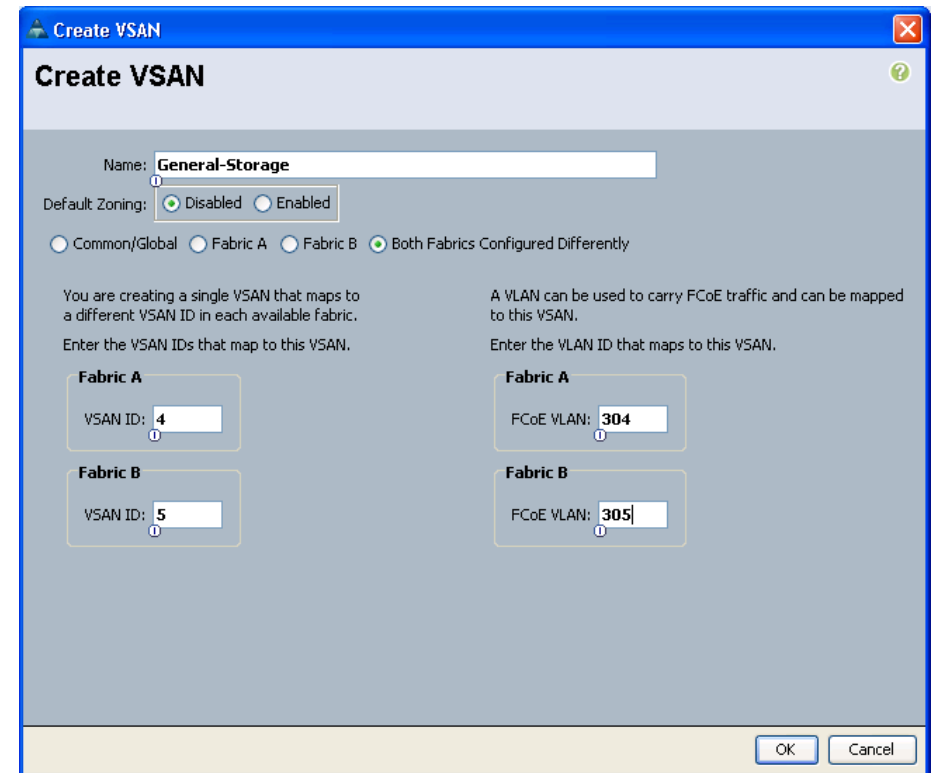 Create VSAN
Create VSAN
Name: General-Storage
Default Zoning: Disabled Enabled
Common/Global Fabric A Fabric B Both Fabrics Configured Differently
You are creating a single VSAN that maps to
a different VSAN ID in each available fabric.
Enter the VSAN IDs that map to this VSAN.
Fabric A
VSAN ID: 4
Fabric B
VSAN ID: 5
A VLAN can be used to carry FCoE traffic and can be mapped
to this VSAN.
Enter the VLAN ID that maps to this VSAN.
Fabric A
FCoE VLAN: 304
Fabric B
FCoE VLAN: 305
OK Cancel